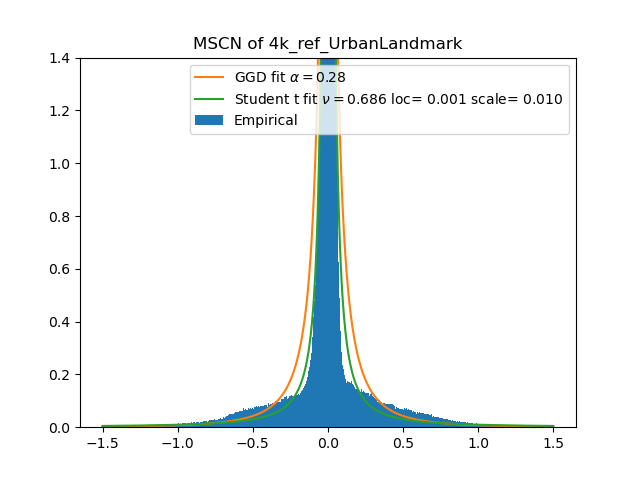 MSCN of 4k_ref_UrbanLandmark
GGD fit α = 0.28
Student t fit ν = 0.686 loc= 0.001 scale= 0.010
Empirical
1.4
1.2
1.0
0.8
0.6
0.4
0.2
0.0
−1.5 −1.0 −0.5 0.0 0.5 1.0 1.5